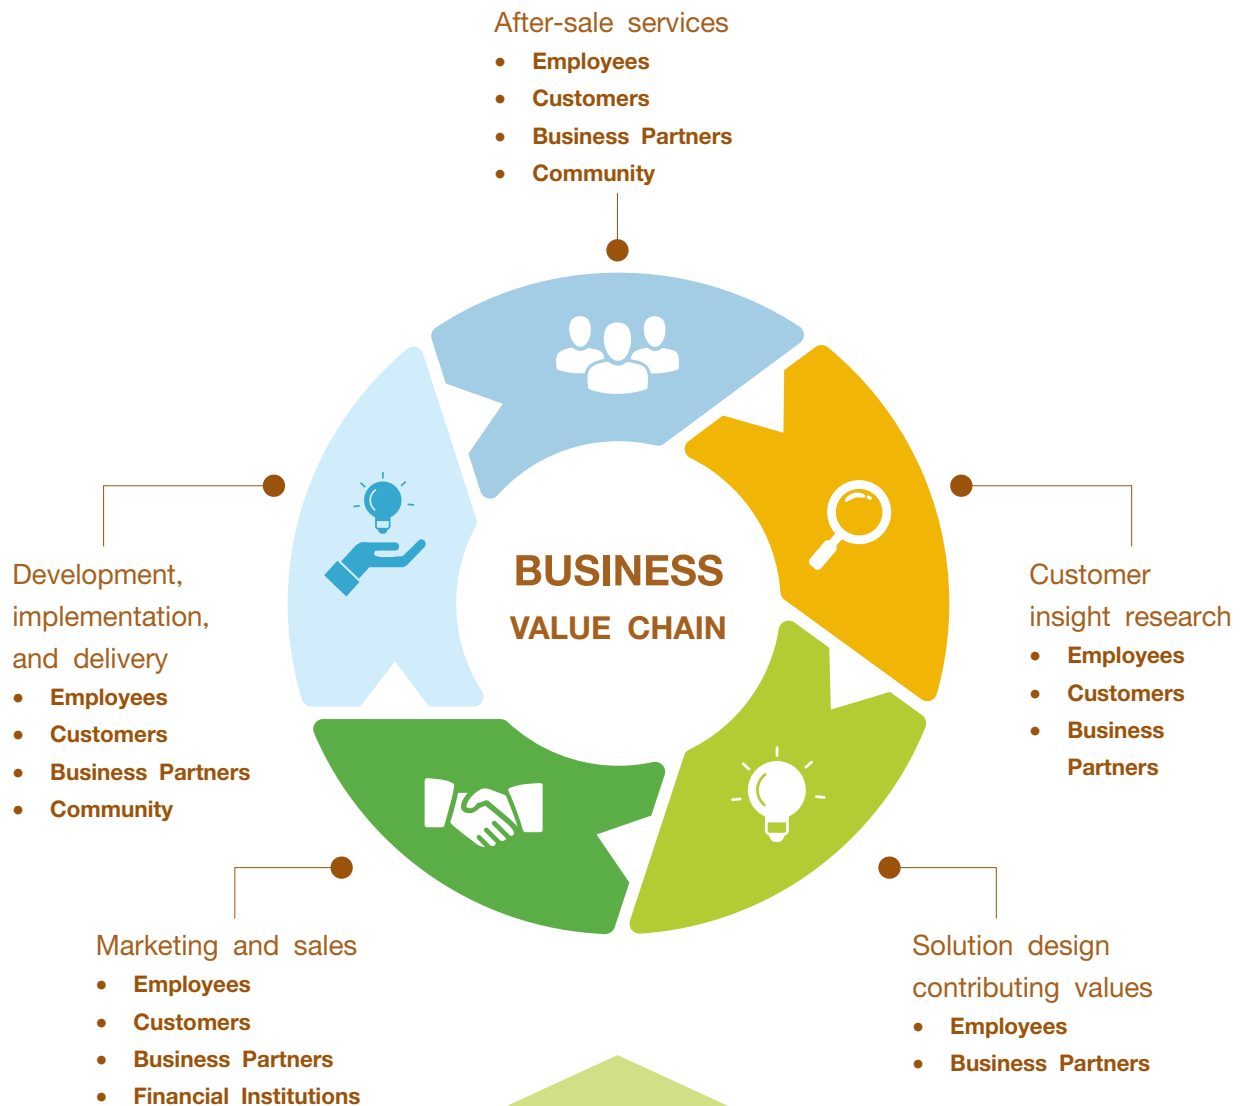 After-sale services
• Employees
• Customers
• Business Partners
• Community
BUSINESS
VALUE CHAIN
Customer
insight research
• Employees
• Customers
• Business
Partners
Solution design
contributing values
• Employees
• Business Partners
Marketing and sales
• Employees
• Customers
• Business Partners
• Financial Institutions
Development,
implementation,
and delivery
• Employees
• Customers
• Business Partners
• Community